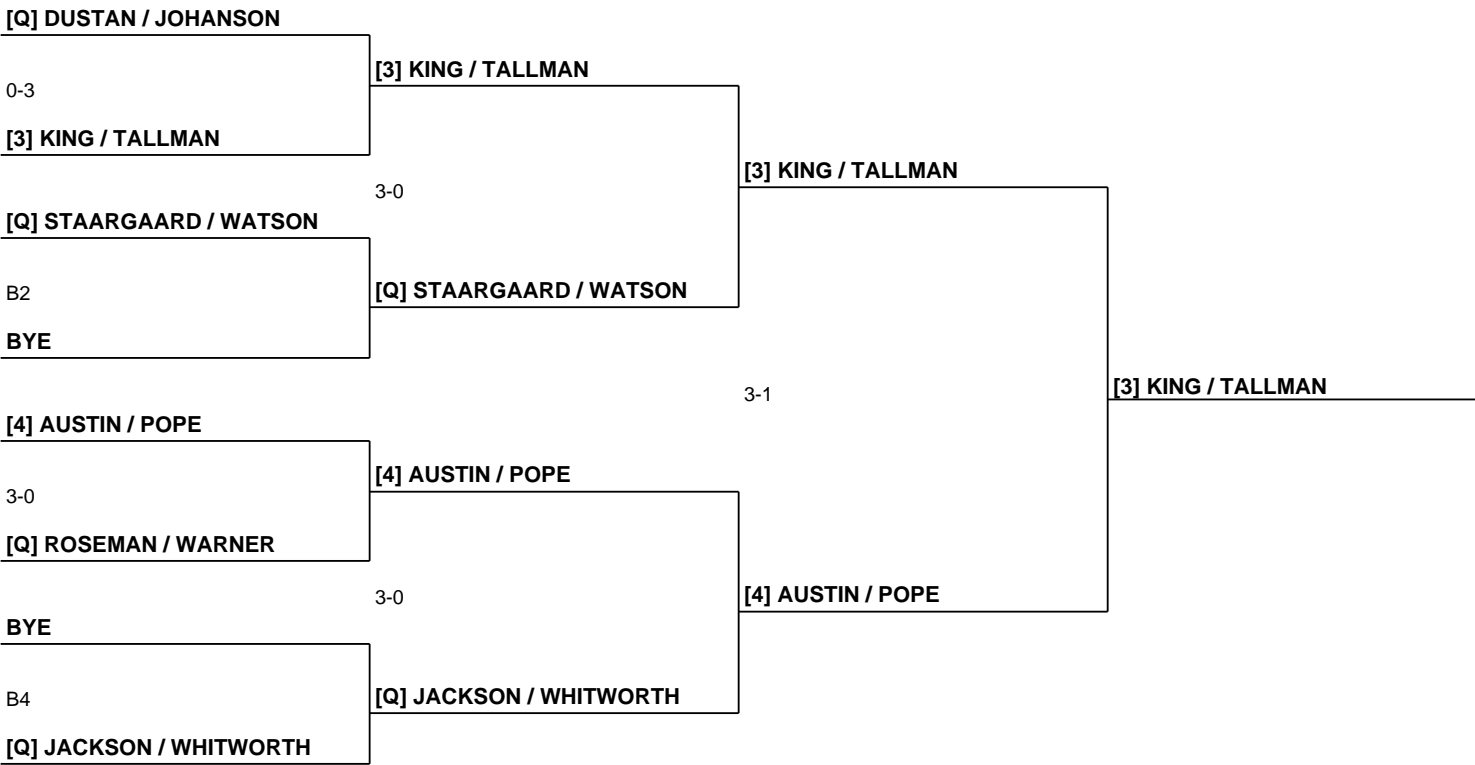 [Q] DUSTAN / JOHANSON
0-3
[3] KING / TALLMAN
[Q] STAARGAARD / WATSON
B2
BYE
[4] AUSTIN / POPE
3-0
[Q] ROSEMAN / WARNER
BYE
B4
[Q] JACKSON / WHITWORTH
[3] KING / TALLMAN
3-0
[Q] STAARGAARD / WATSON
[4] AUSTIN / POPE
3-0
[Q] JACKSON / WHITWORTH
[3] KING / TALLMAN
3-1
[4] AUSTIN / POPE
[3] KING / TALLMAN